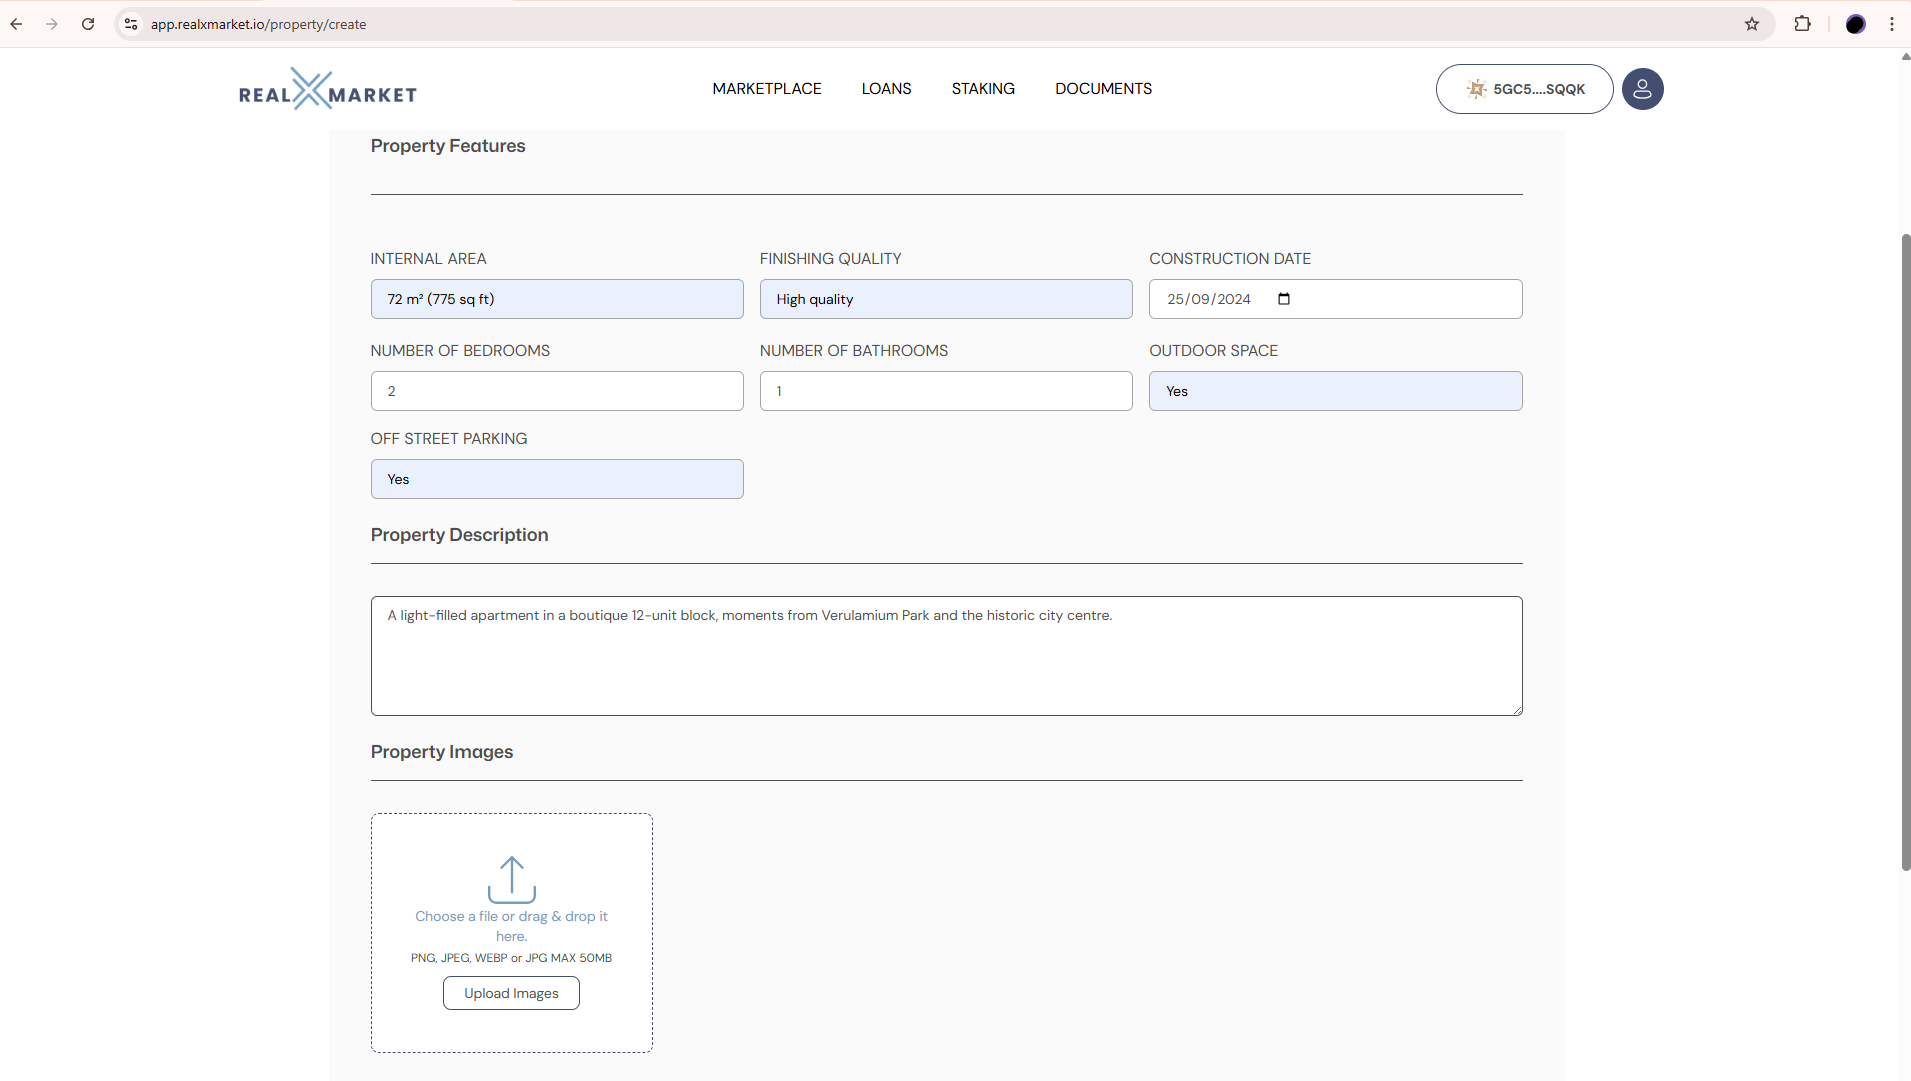 app.realxmarket.io/property/create
REAL X MARKET
MARKETPLACE
LOANS
STAKING
DOCUMENTS
5GC5....SQQK
Property Features
INTERNAL AREA
FINISHING QUALITY
CONSTRUCTION DATE
72 m² (775 sq ft)
High quality
25/09/2024
NUMBER OF BEDROOMS
NUMBER OF BATHROOMS
OUTDOOR SPACE
2
1
Yes
OFF STREET PARKING
Yes
Property Description
A light-filled apartment in a boutique 12-unit block, moments from Verulamium Park and the historic city centre.
Property Images
Choose a file or drag & drop it
here.
PNG, JPEG, WEBP or JPG MAX 50MB
Upload Images